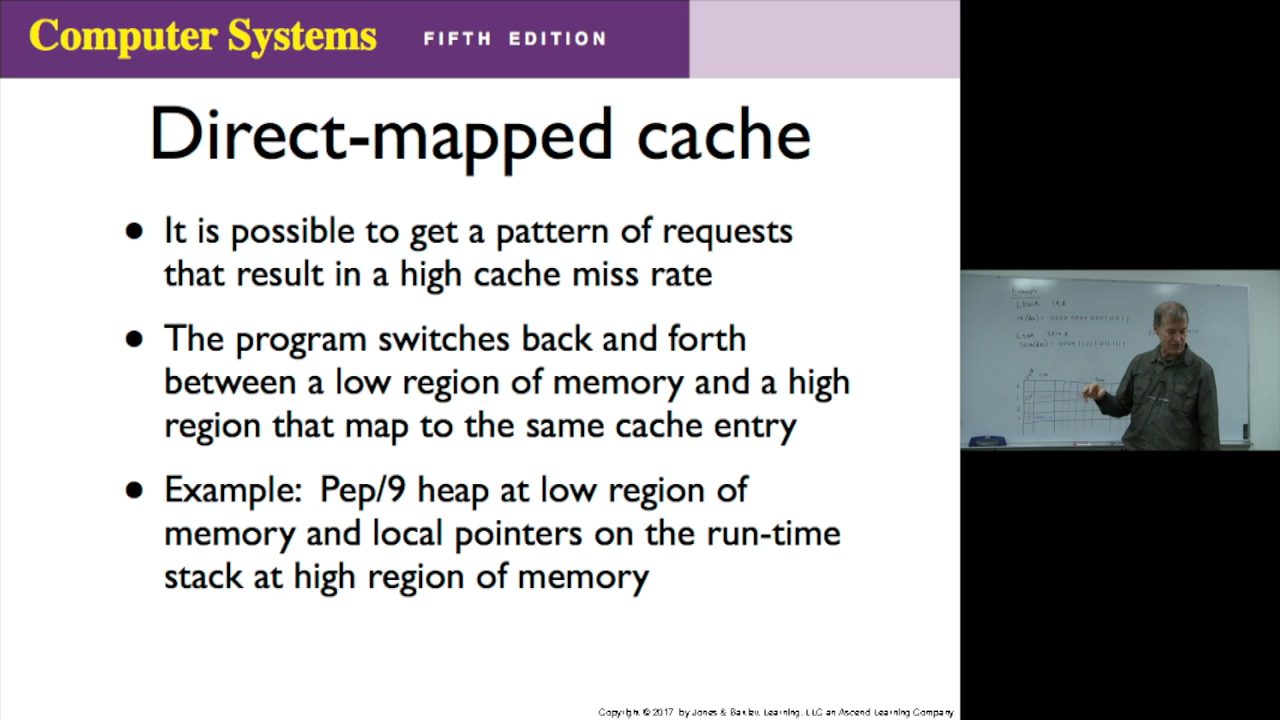 Computer Systems FIFTH EDITION
Direct-mapped cache
● It is possible to get a pattern of requests
that result in a high cache miss rate
● The program switches back and forth
between a low region of memory and a high
region that map to the same cache entry
● Example: Pep/9 heap at low region of
memory and local pointers on the run-time
stack at high region of memory
Copyright © 2017 by Jones & Bartlett Learning, LLC an Ascend Learning Company